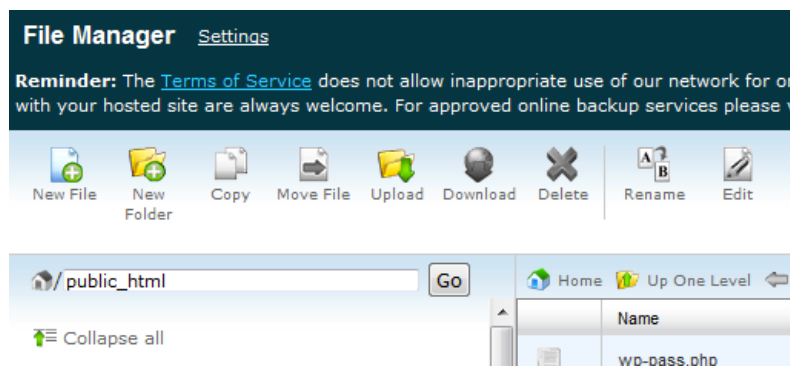 File Manager Settings
Reminder: The Terms of Service does not allow inappropriate use of our network for
with your hosted site are always welcome. For approved online backup services please
New File New Folder Copy Move File Upload Download Delete Rename Edit
/ public_html Go Home Up One Level
Collapse all Name
wp-pass.php